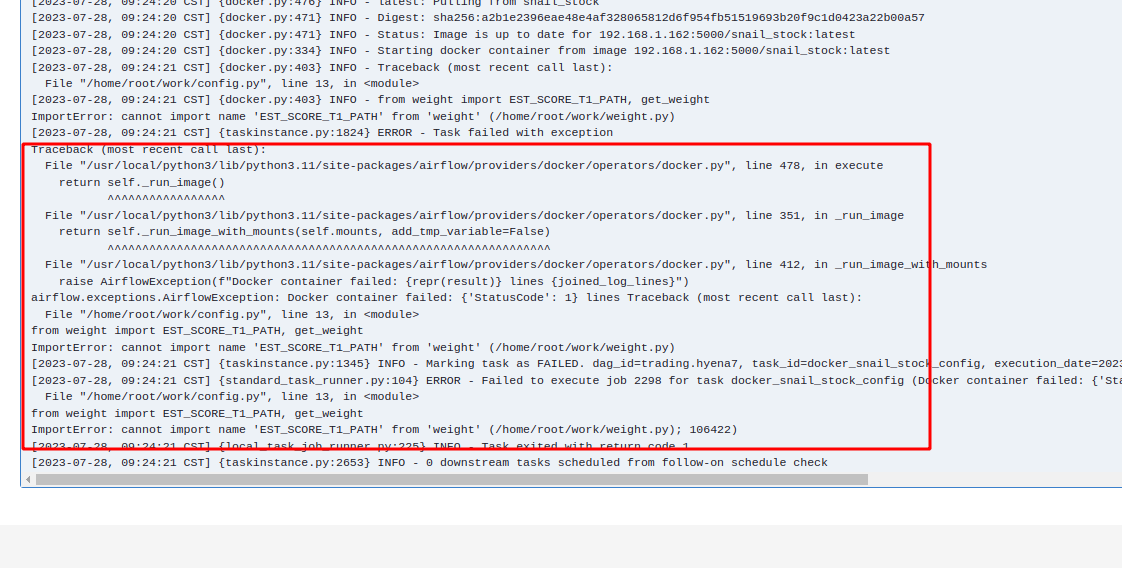 [2023-07-28, 09:24:20 CST] {docker.py:476} INFO - latest: Pulling from snail_stock
[2023-07-28, 09:24:20 CST] {docker.py:471} INFO - Digest: sha256:a2b1e2396eae48e4af328065812d6f954fb51519693b20f9c1d0423a22b00a57
[2023-07-28, 09:24:20 CST] {docker.py:471} INFO - Status: Image is up to date for 192.168.1.162:5000/snail_stock:latest
[2023-07-28, 09:24:20 CST] {docker.py:334} INFO - Starting docker container from image 192.168.1.162:5000/snail_stock:latest
[2023-07-28, 09:24:21 CST] {docker.py:403} INFO - Traceback (most recent call last):
  File "/home/root/work/config.py", line 13, in <module>
[2023-07-28, 09:24:21 CST] {docker.py:403} INFO - from weight import EST_SCORE_T1_PATH, get_weight
ImportError: cannot import name 'EST_SCORE_T1_PATH' from 'weight' (/home/root/work/weight.py)
[2023-07-28, 09:24:21 CST] {taskinstance.py:1824} ERROR - Task failed with exception
Traceback (most recent call last):
  File "/usr/local/python3/lib/python3.11/site-packages/airflow/providers/docker/operators/docker.py", line 478, in execute
    return self._run_image()
           ^^^^^^^^^^^^^^^^^
  File "/usr/local/python3/lib/python3.11/site-packages/airflow/providers/docker/operators/docker.py", line 351, in _run_image
    return self._run_image_with_mounts(self.mounts, add_tmp_variable=False)
           ^^^^^^^^^^^^^^^^^^^^^^^^^^^^^^^^^^^^^^^^^^^^^^^^^^^^^^^^^^^^^^^^
  File "/usr/local/python3/lib/python3.11/site-packages/airflow/providers/docker/operators/docker.py", line 412, in _run_image_with_mounts
    raise AirflowException(f"Docker container failed: {repr(result)} lines {joined_log_lines}")
airflow.exceptions.AirflowException: Docker container failed: {'StatusCode': 1} lines Traceback (most recent call last):
  File "/home/root/work/config.py", line 13, in <module>
from weight import EST_SCORE_T1_PATH, get_weight
ImportError: cannot import name 'EST_SCORE_T1_PATH' from 'weight' (/home/root/work/weight.py)
[2023-07-28, 09:24:21 CST] {taskinstance.py:1345} INFO - Marking task as FAILED. dag_id=trading.hyena7, task_id=docker_snail_stock_config, execution_date=2023
[2023-07-28, 09:24:21 CST] {standard_task_runner.py:104} ERROR - Failed to execute job 2298 for task docker_snail_stock_config (Docker container failed: {'Sta
  File "/home/root/work/config.py", line 13, in <module>
from weight import EST_SCORE_T1_PATH, get_weight
ImportError: cannot import name 'EST_SCORE_T1_PATH' from 'weight' (/home/root/work/weight.py); 106422)
[2023-07-28, 09:24:21 CST] {local_task_job_runner.py:225} INFO - Task exited with return code 1
[2023-07-28, 09:24:21 CST] {taskinstance.py:2653} INFO - 0 downstream tasks scheduled from follow-on schedule check